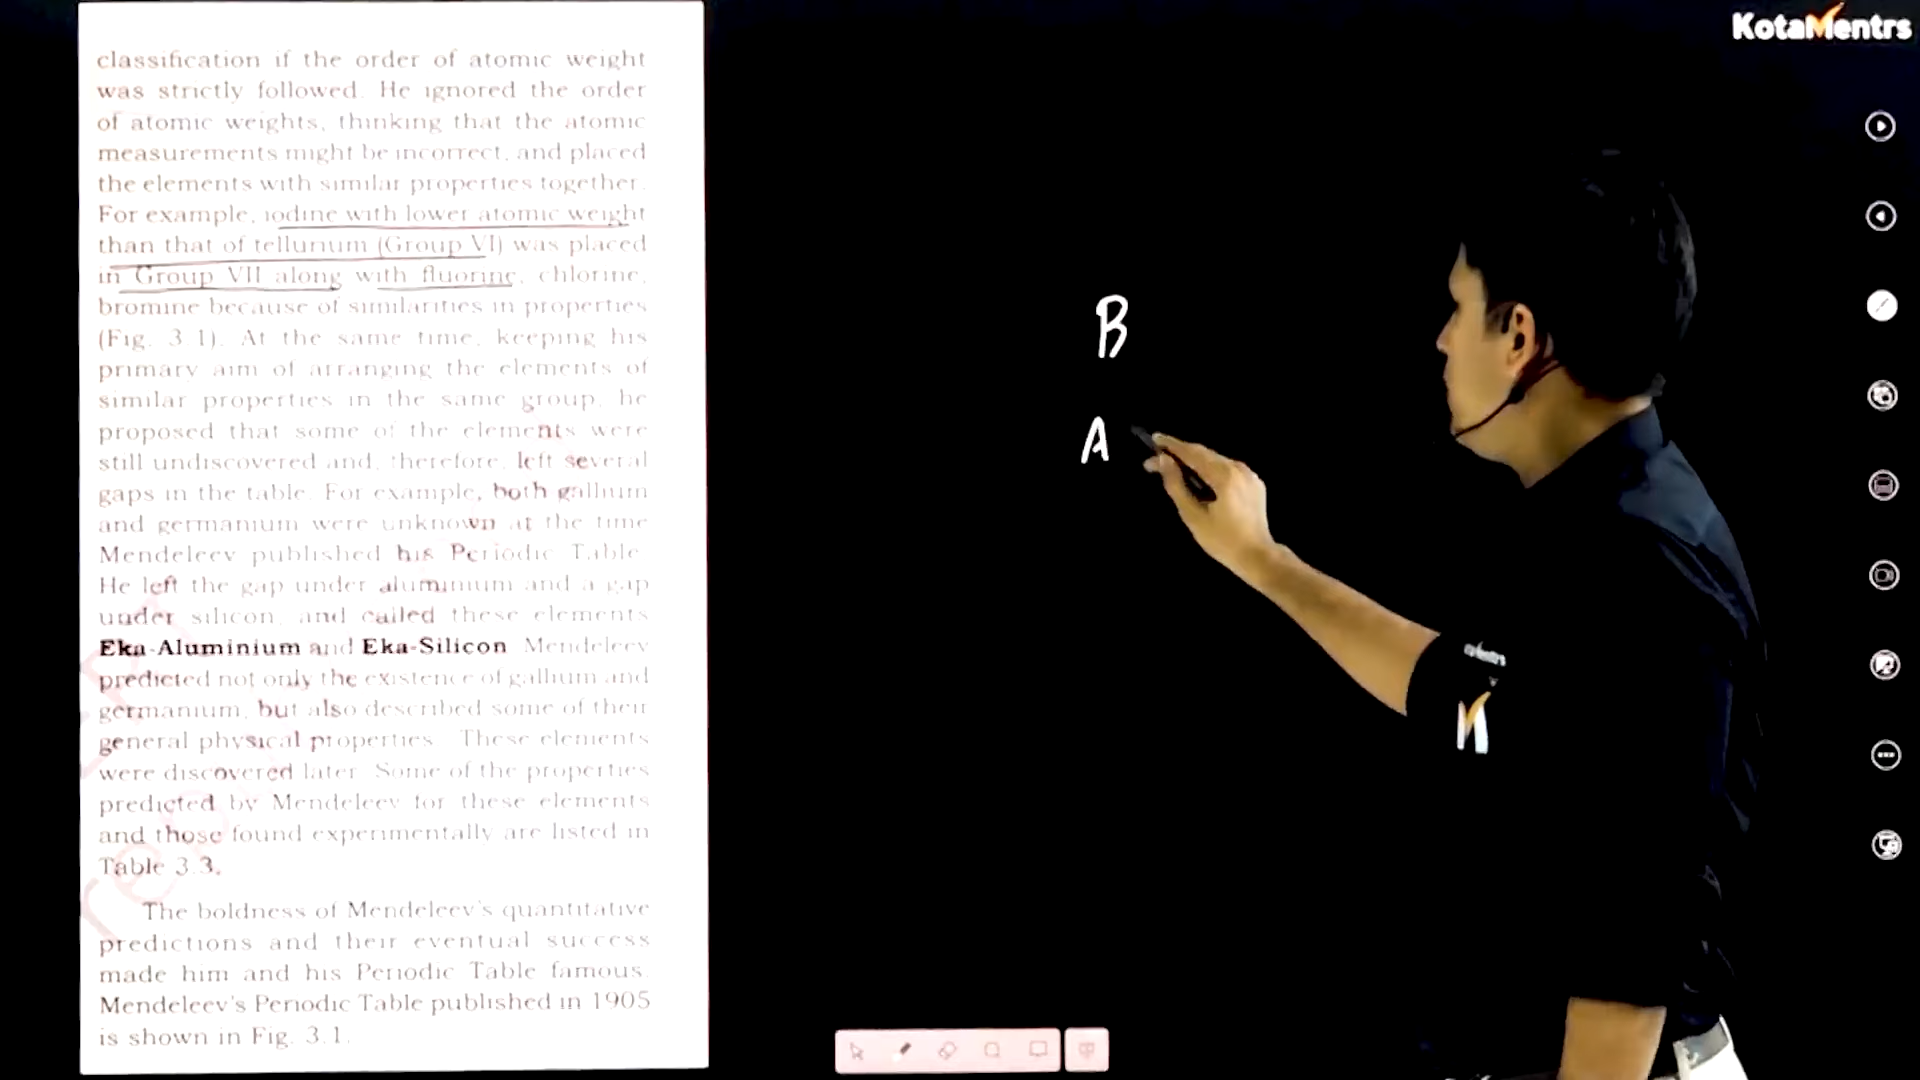 classification if the order of atomic weight
was strictly followed. He ignored the order
of atomic weights, thinking that the atomic
measurements might be incorrect, and placed
the elements with similar properties together.
For example, iodine with lower atomic weight
than that of tellurium (Group VI) was placed
in Group VII along with fluorine, chlorine,
bromine because of similarities in properties
(Fig. 3.1). At the same time, keeping his
primary aim of arranging the elements of
similar properties in the same group, he
proposed that some of the elements were
still undiscovered and, therefore, left several
gaps in the table. For example, both gallium
and germanium were unknown at the time
Mendeleev published his Periodic Table.
He left the gap under aluminium and a gap
under silicon, and called these elements
Eka-Aluminium and Eka-Silicon. Mendeleev
predicted not only the existence of gallium and
germanium, but also described some of their
general physical properties. These elements
were discovered later. Some of the properties
predicted by Mendeleev for these elements
and those found experimentally are listed in
Table 3.3.
The boldness of Mendeleev's quantitative
predictions and their eventual success
made him and his Periodic Table famous.
Mendeleev's Periodic Table published in 1905
is shown in Fig. 3.1.
B
A
KotaMentrs